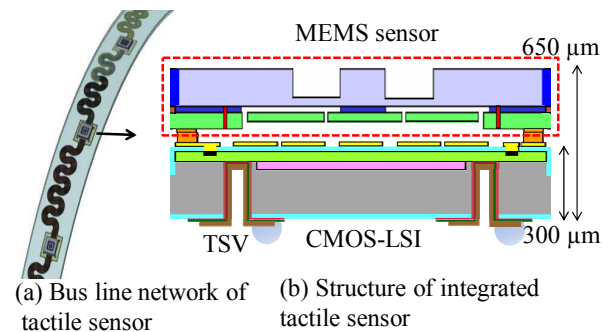 MEMS sensor
650 µm
TSV
CMOS-LSI
300 µm
(a) Bus line network of
tactile sensor
(b) Structure of integrated
tactile sensor